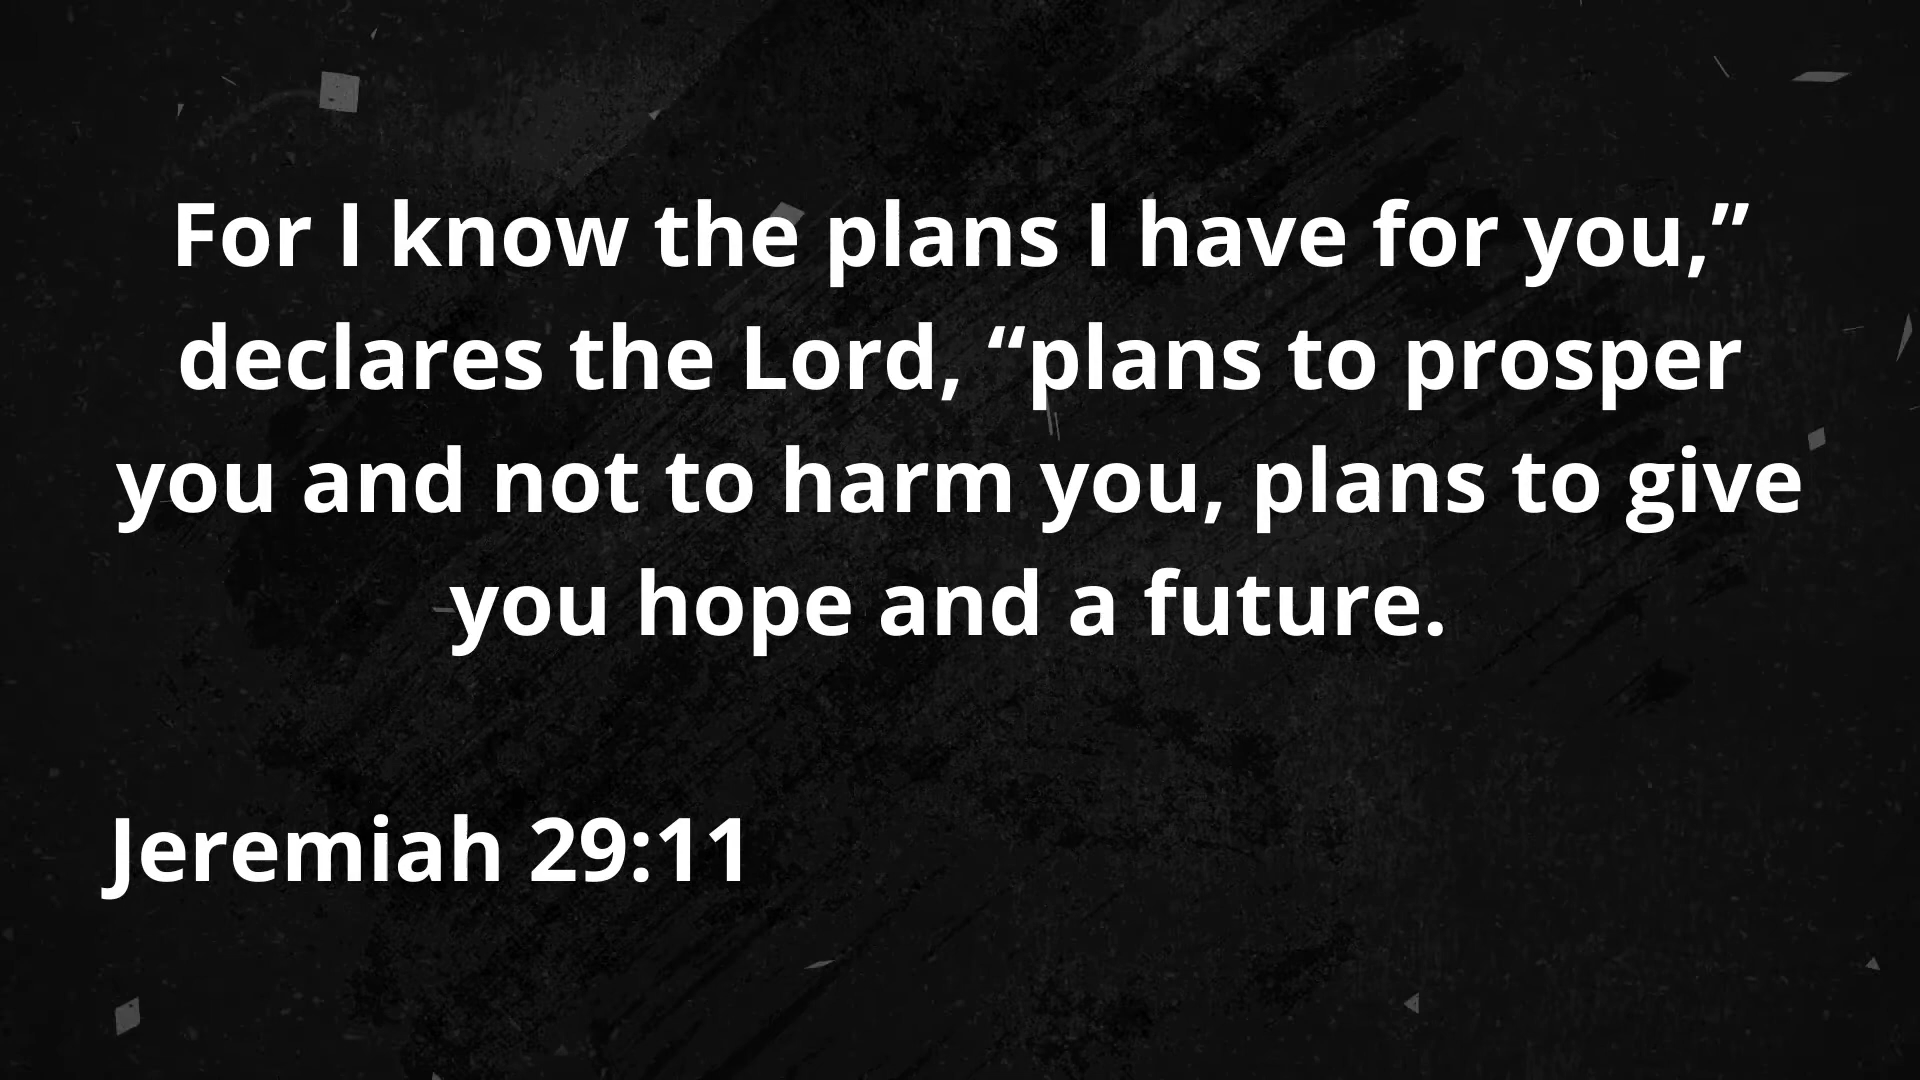 For I know the plans I have for you,”
declares the Lord, “plans to prosper
you and not to harm you, plans to give
you hope and a future.
Jeremiah 29:11